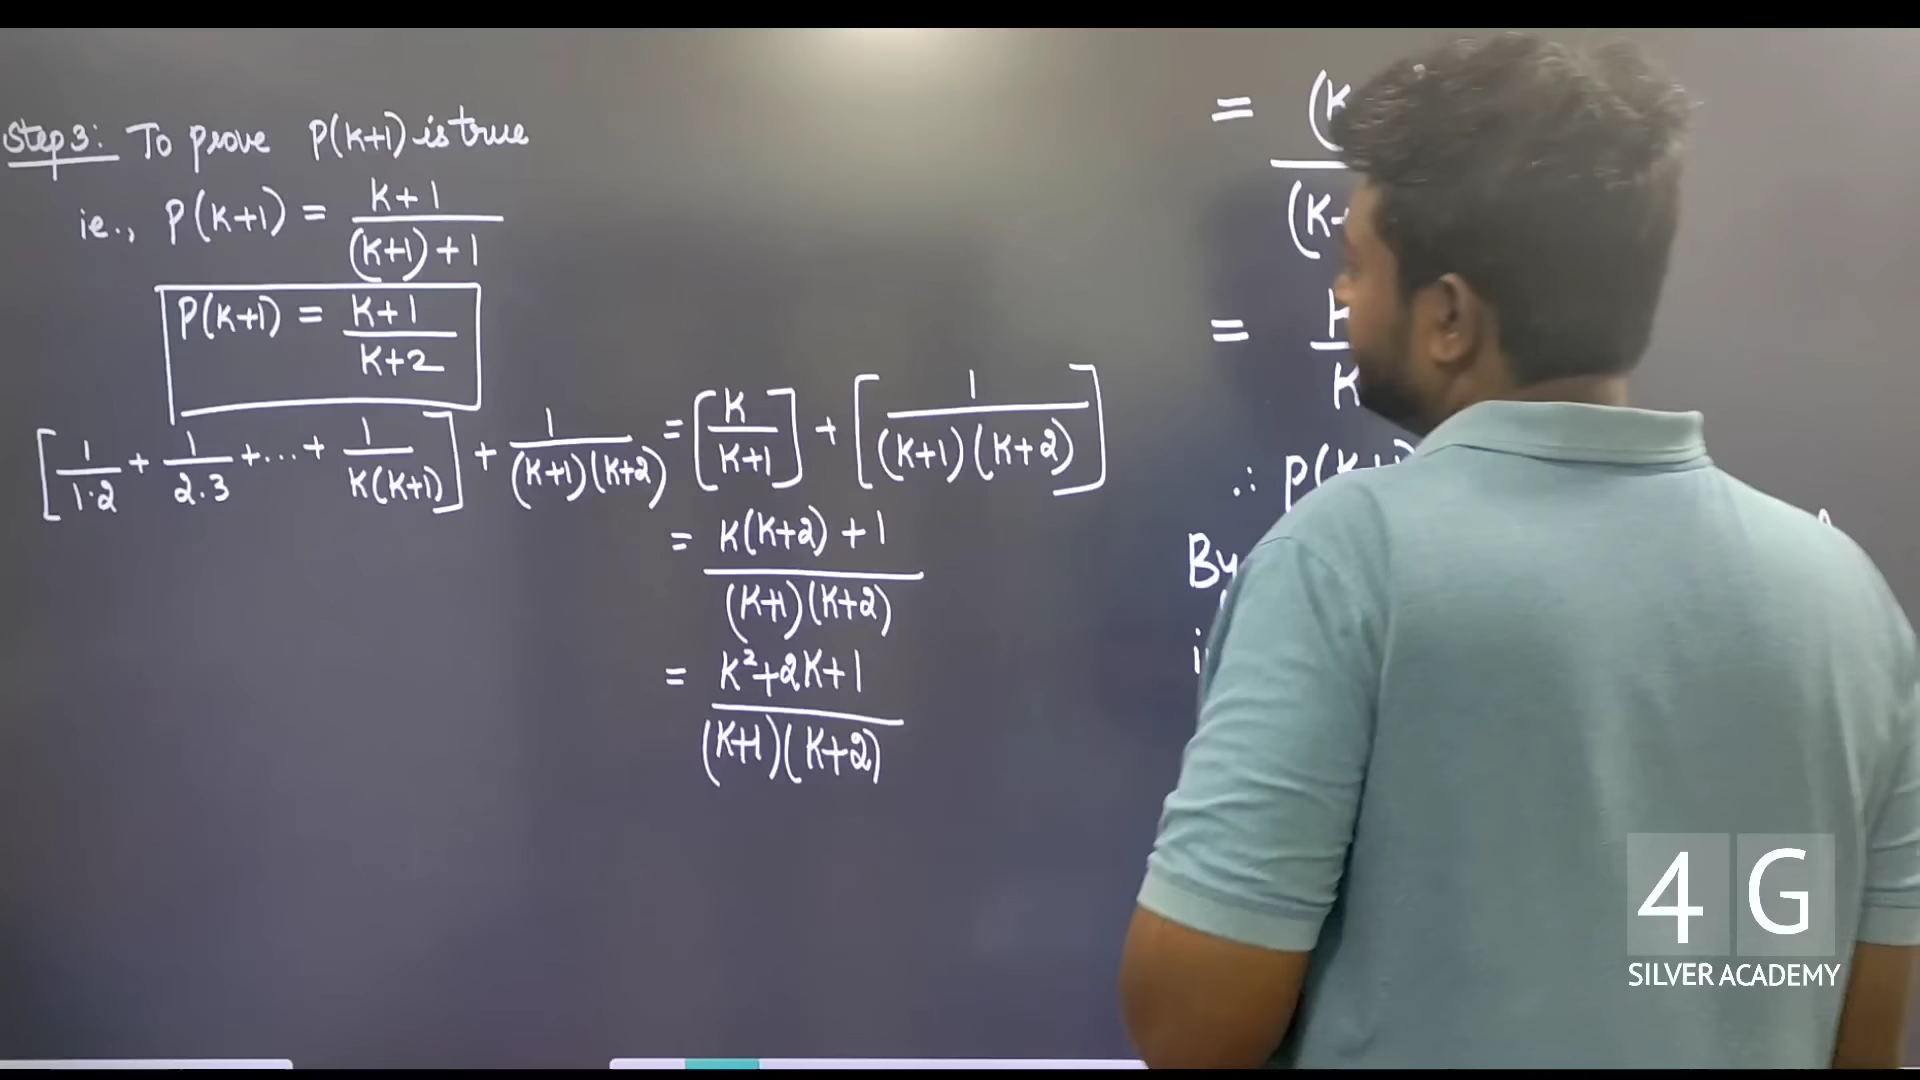 Step 3: To prove P(k+1) is true
ie., P(k+1) = k+1 / (k+1)+1
P(k+1) = k+1 / k+2
[1/1·2 + 1/2.3 + ... + 1/k(k+1)] + 1/(k+1)(k+2) = [k/k+1] + [1/(k+1)(k+2)]
= k(k+2)+1 / (k+1)(k+2)
= k²+2k+1 / (k+1)(k+2)
= (k
(k+
=
k
∴ P(k+1)
By
4G
SILVER ACADEMY